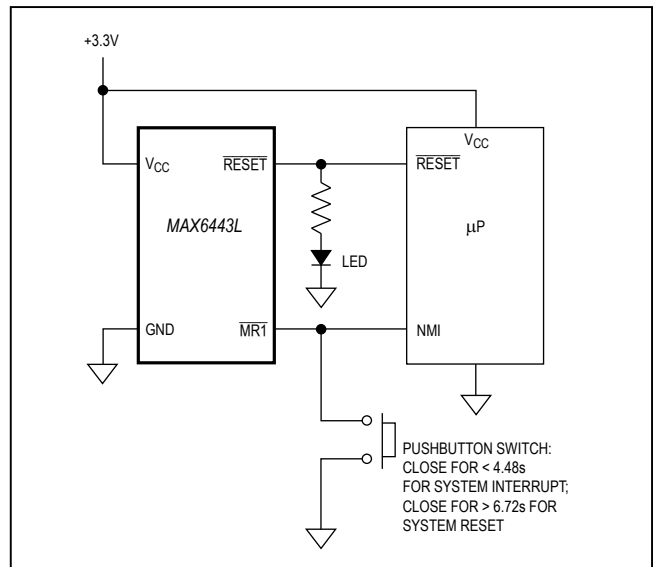 +3.3V
VCC
RESET
MAX6443L
GND
MR1
LED
VCC
RESET
µP
NMI
PUSHBUTTON SWITCH:
CLOSE FOR < 4.48s
FOR SYSTEM INTERRUPT;
CLOSE FOR > 6.72s FOR
SYSTEM RESET